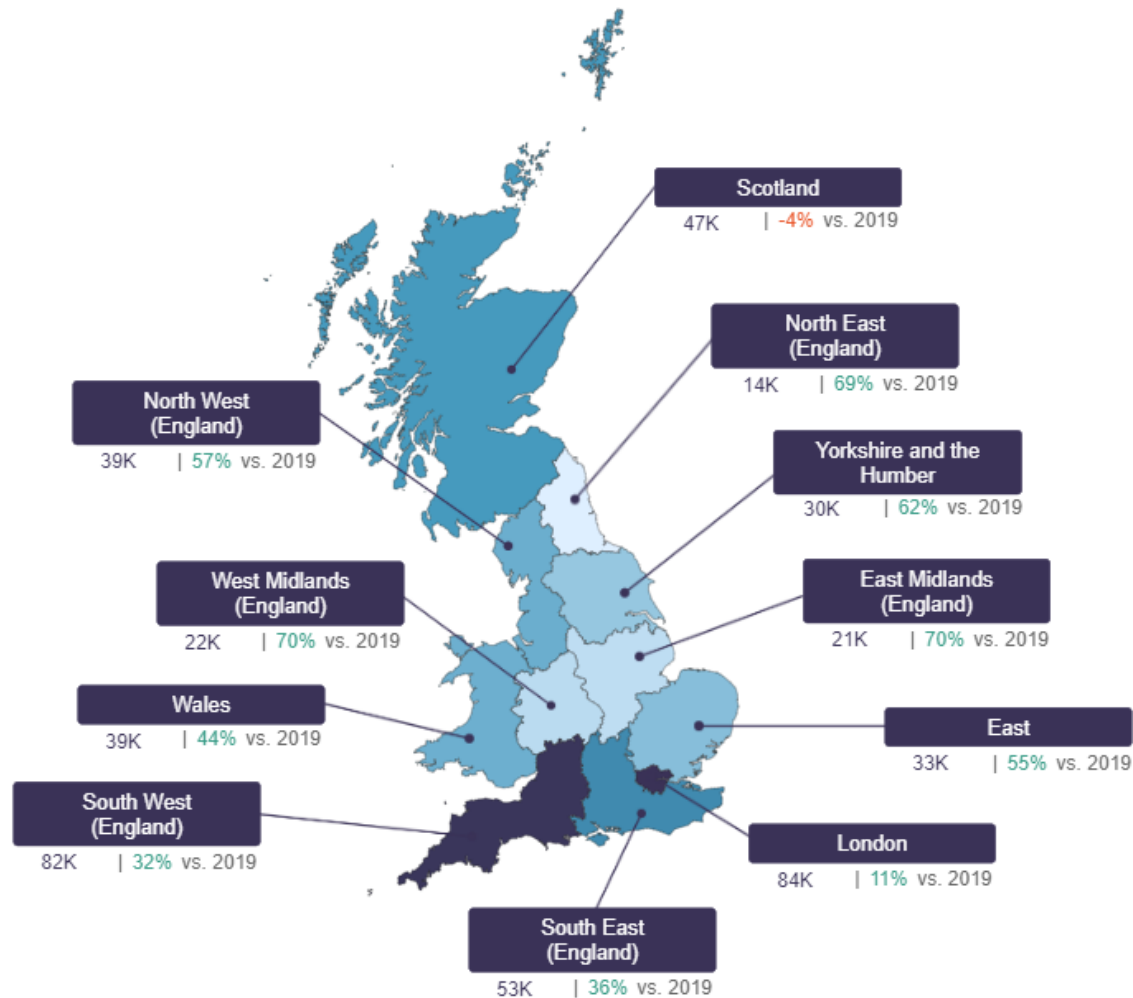 Scotland
47K | -4% vs. 2019
North East
(England)
14K | 69% vs. 2019
North West
(England)
39K | 57% vs. 2019
Yorkshire and the
Humber
30K | 62% vs. 2019
West Midlands
(England)
22K | 70% vs. 2019
East Midlands
(England)
21K | 70% vs. 2019
Wales
39K | 44% vs. 2019
East
33K | 55% vs. 2019
South West
(England)
82K | 32% vs. 2019
London
84K | 11% vs. 2019
South East
(England)
53K | 36% vs. 2019